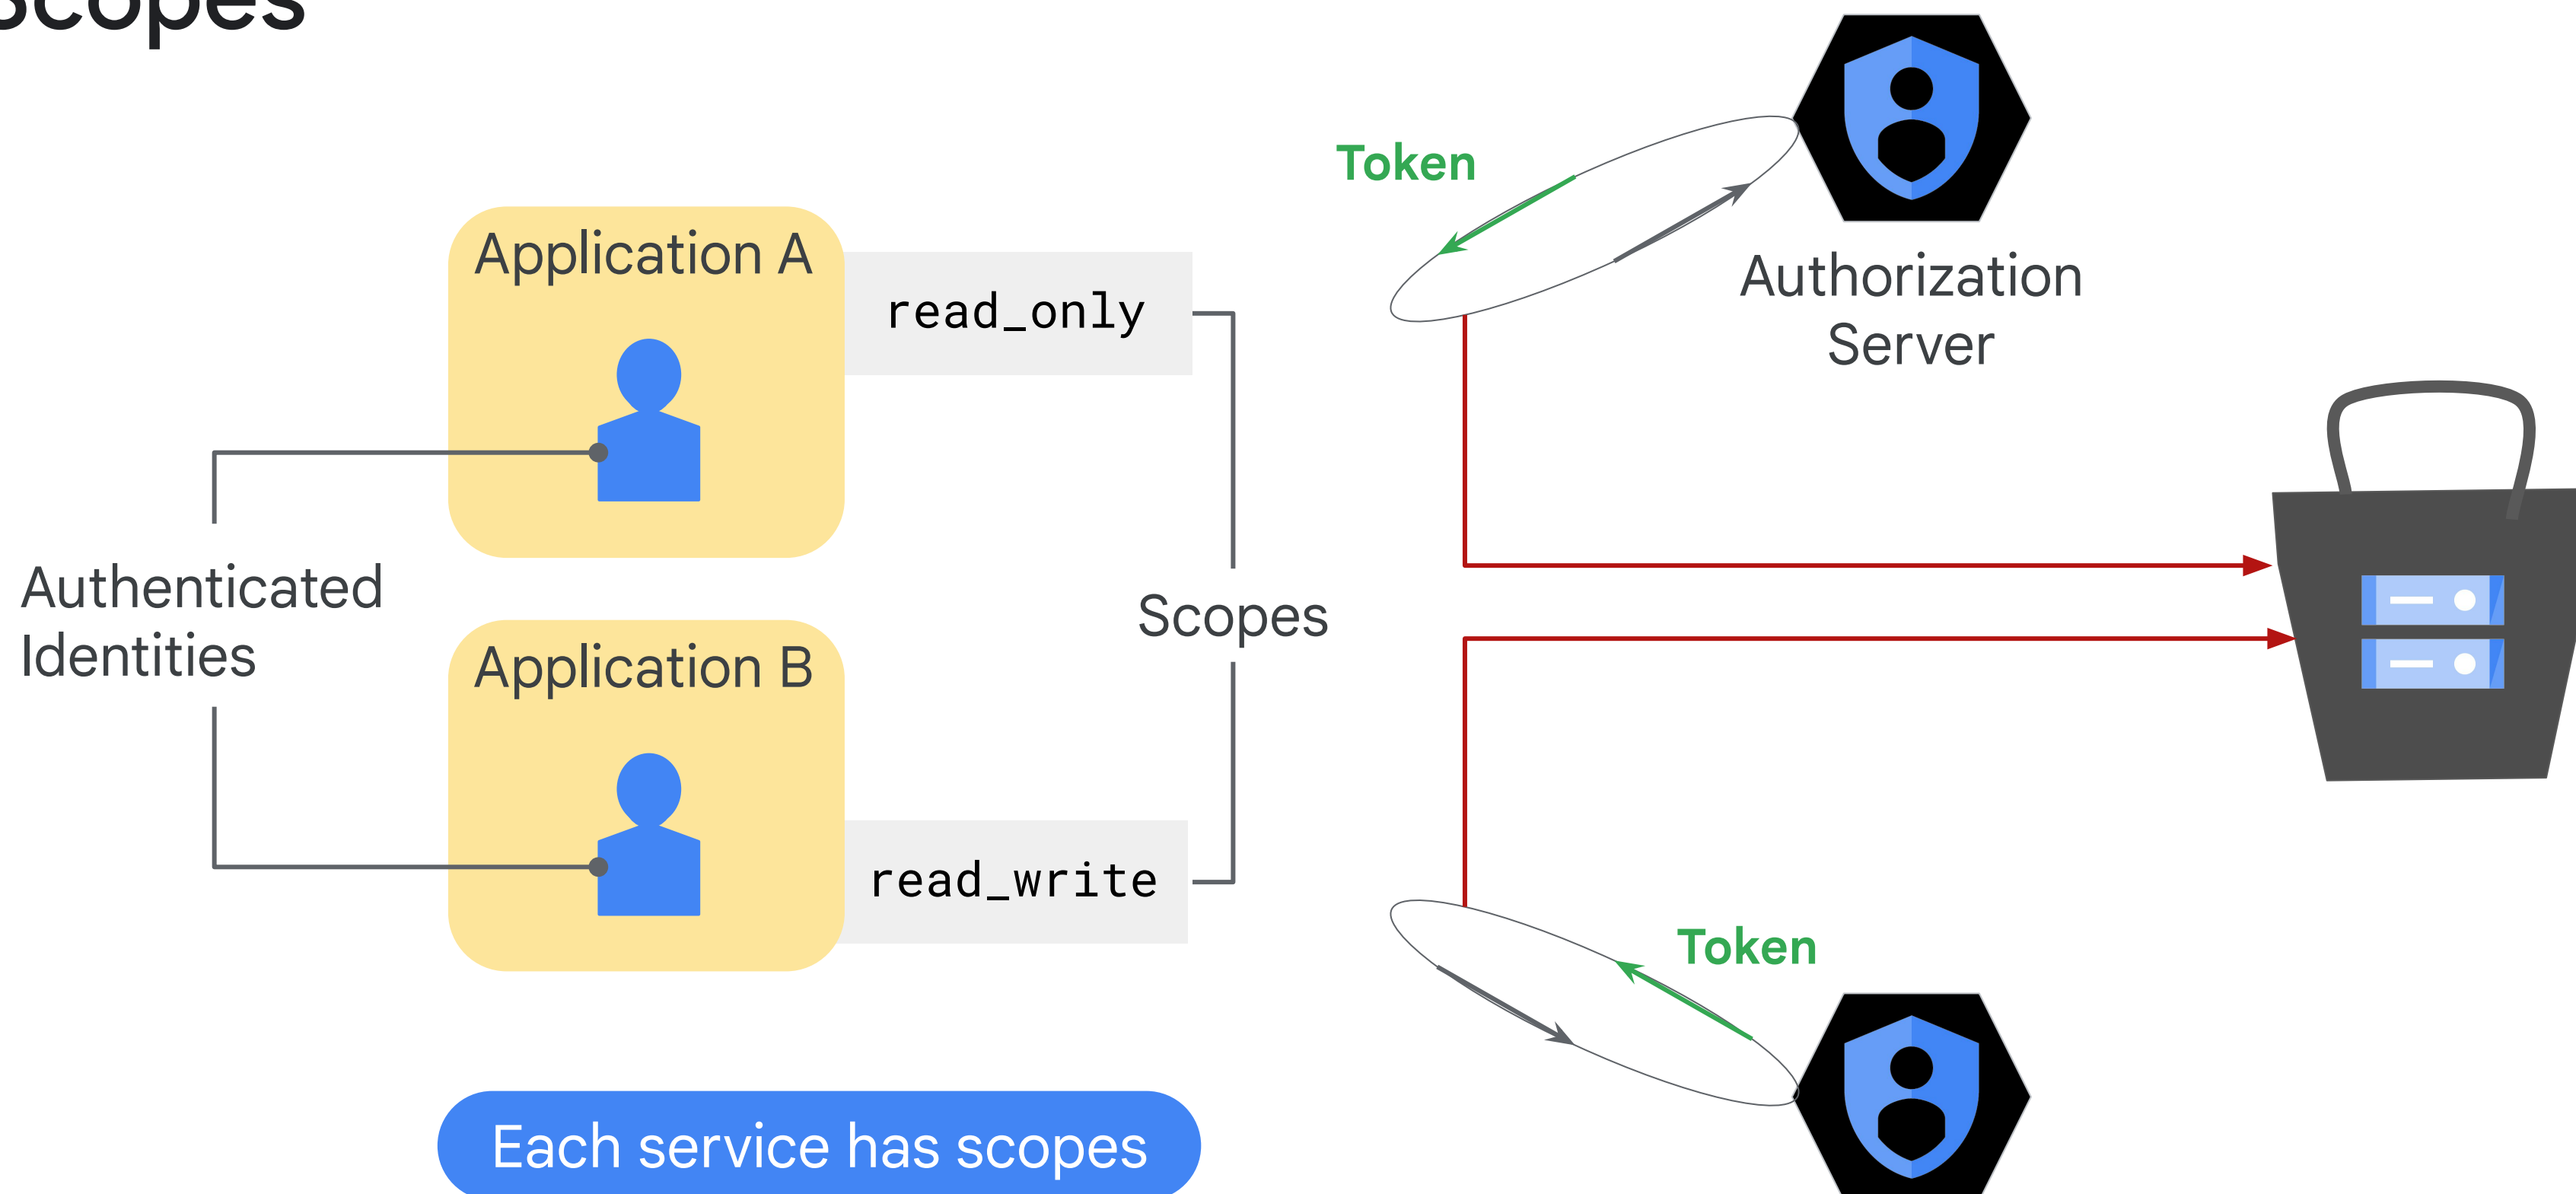 Scopes
Token
Application A
read_only
Authorization
Server
Authenticated
Identities
Scopes
Application B
read_write
Token
Each service has scopes